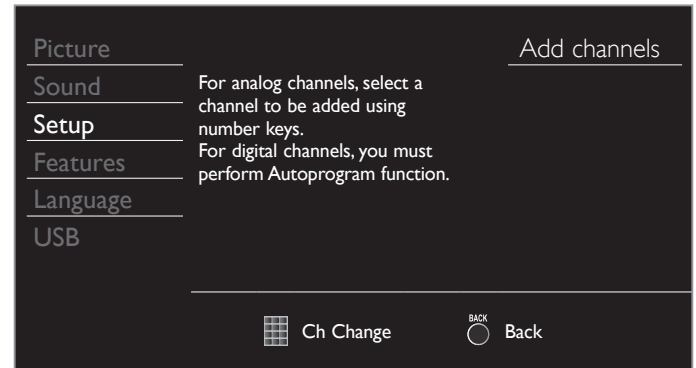 Picture
Sound
Setup
Features
Language
USB
Add channels
For analog channels, select a
channel to be added using
number keys.
For digital channels, you must
perform Autoprogram function.
Ch Change
BACK
Back